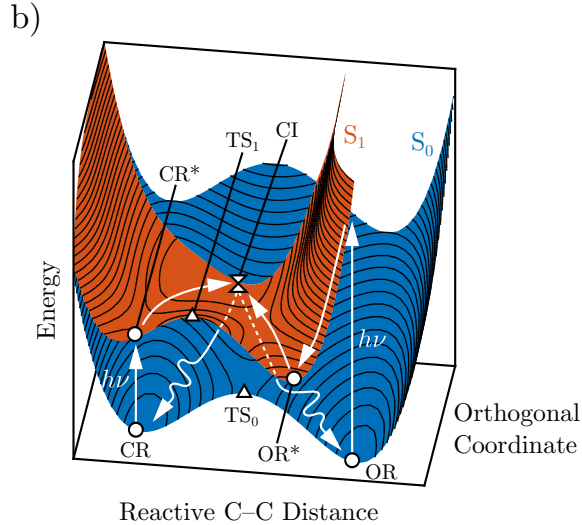 b)
CI
TS₁
S₁
S₀
CR*
Energy
hν
hν
TS₀
CR
OR*
OR
Orthogonal
Coordinate
Reactive C–C Distance